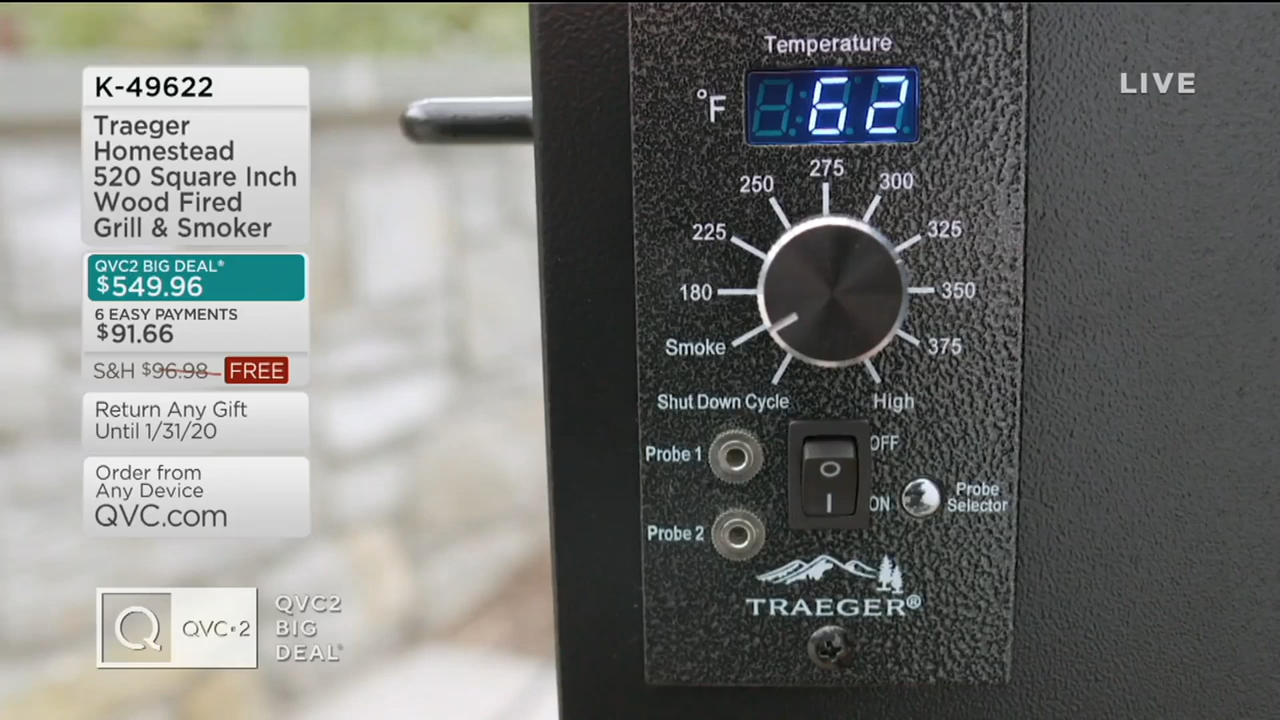 K-49622
Traeger
Homestead
520 Square Inch
Wood Fired
Grill & Smoker
QVC2 BIG DEAL®
$549.96
6 EASY PAYMENTS
$91.66
S&H $96.98 FREE
Return Any Gift
Until 1/31/20
Order from
Any Device
QVC.com
Q QVC•2
QVC2
BIG
DEAL®
LIVE
Temperature
°F 62
275
250 300
225 325
180 350
Smoke 375
Shut Down Cycle High
Probe 1 OFF
ON Probe
Selector
Probe 2
TRAEGER®